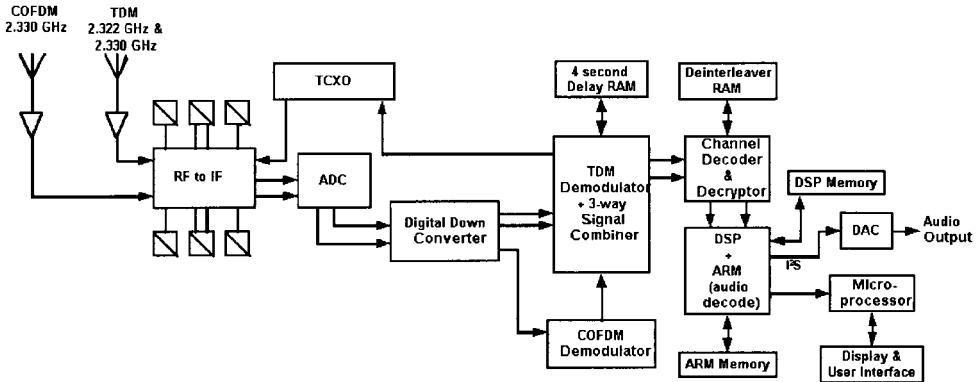 COFDM
2.330 GHz
TDM
2.322 GHz &
2.330 GHz
TCXO
4 second
Delay RAM
Deinterleaver
RAM
RF to IF
ADC
Digital Down
Converter
TDM
Demodulator
+ 3-way
Signal
Combiner
Channel
Decoder
&
Decryptor
DSP Memory
DSP
+
ARM
(audio
decode)
I²S
DAC
Audio
Output
Micro-
processor
COFDM
Demodulator
ARM Memory
Display &
User Interface